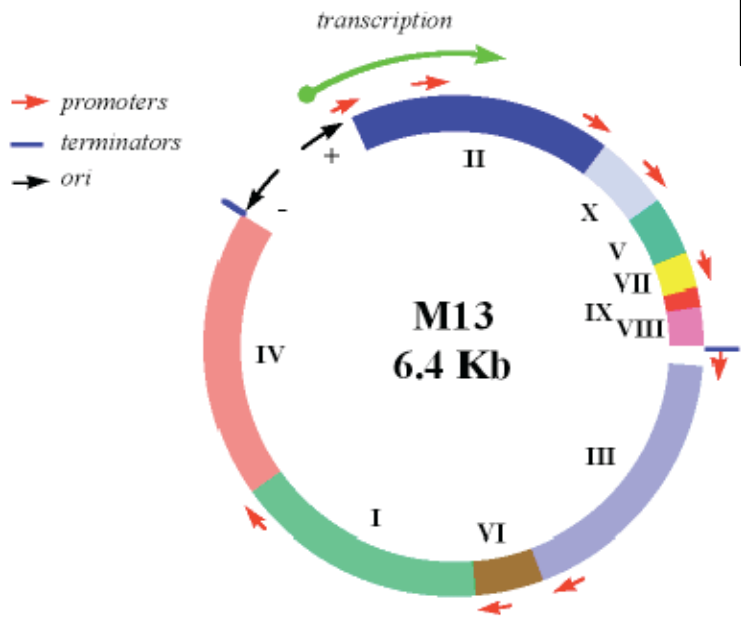 transcription
promoters
terminators
ori
+
-
II
X
V
VII
IX
VIII
M13
6.4 Kb
IV
III
I
VI